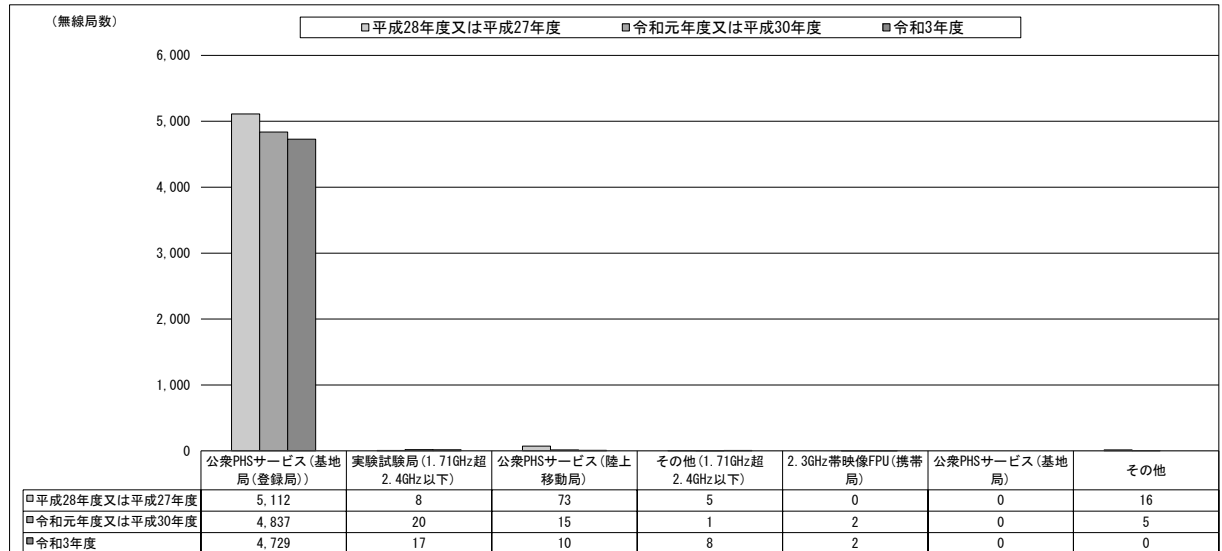 (無線局数)
□平成28年度又は平成27年度 ■令和元年度又は平成30年度 ■令和3年度
6,000
5,000
4,000
3,000
2,000
1,000
0
公衆PHSサービス(基地局(登録局)) 実験試験局(1.71GHz超2.4GHz以下) 公衆PHSサービス(陸上移動局) その他(1.71GHz超2.4GHz以下) 2.3GHz帯映像FPU(携帯局) 公衆PHSサービス(基地局) その他
□平成28年度又は平成27年度 5,112 8 73 5 0 0 16
■令和元年度又は平成30年度 4,837 20 15 1 2 0 5
■令和3年度 4,729 17 10 8 2 0 0